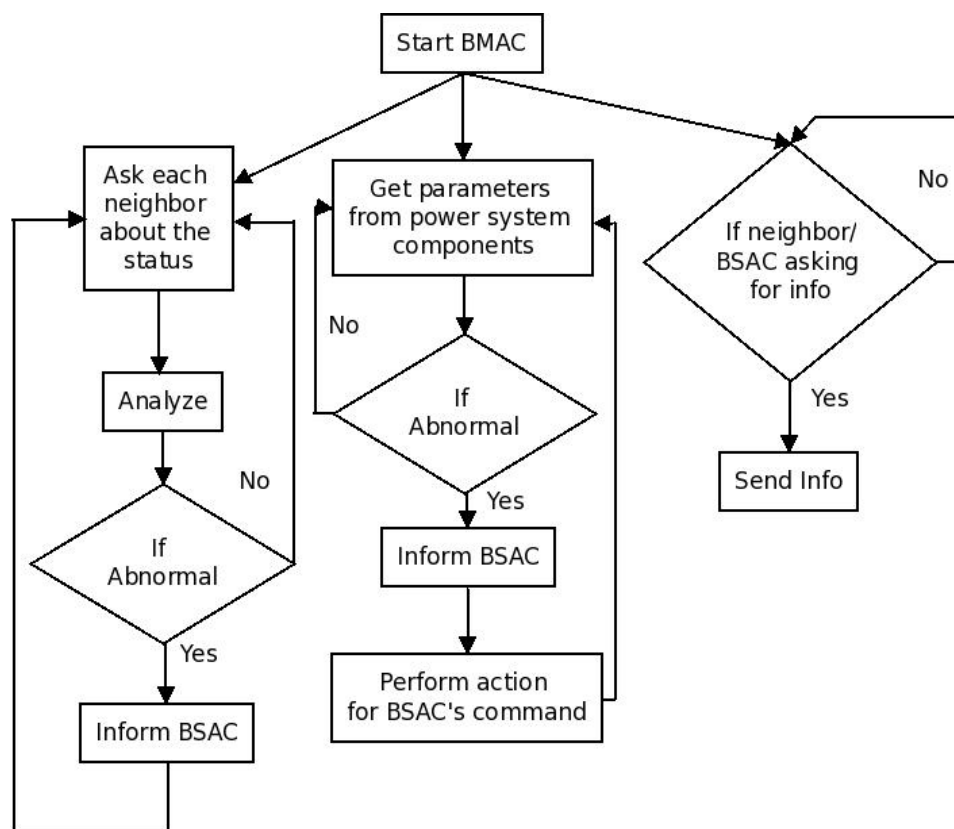 Start BMAC
Ask each
neighbor
about the
status
Analyze
No
If
Abnormal
Yes
Inform BSAC
Get parameters
from power system
components
No
If
Abnormal
Yes
Inform BSAC
Perform action
for BSAC's command
No
If neighbor/
BSAC asking
for info
Yes
Send Info